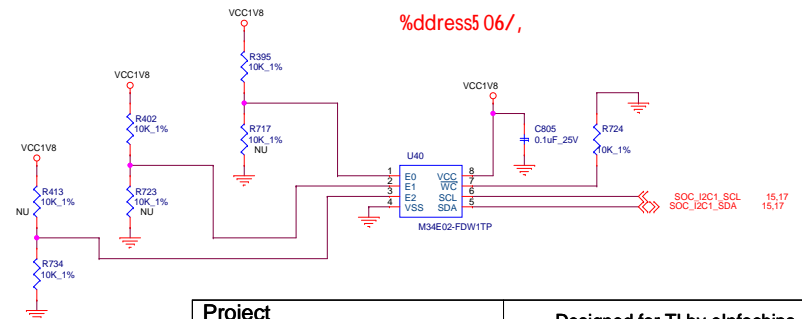 %ddress5 06/,
VCC1V8
R395
10K_1%
R717
10K_1%
NU
VCC1V8
R402
10K_1%
R723
10K_1%
NU
VCC1V8
R413
10K_1%
NU
R734
10K_1%
VCC1V8
C805
0.1uF_25V
R724
10K_1%
U40
1 E0 VCC 8
2 E1 WC 7
3 E2 SCL 6
4 VSS SDA 5
M34E02-FDW1TP
SOC_I2C1_SCL 15,17
SOC_I2C1_SDA 15,17
Project
Designed for TI by eInfochips